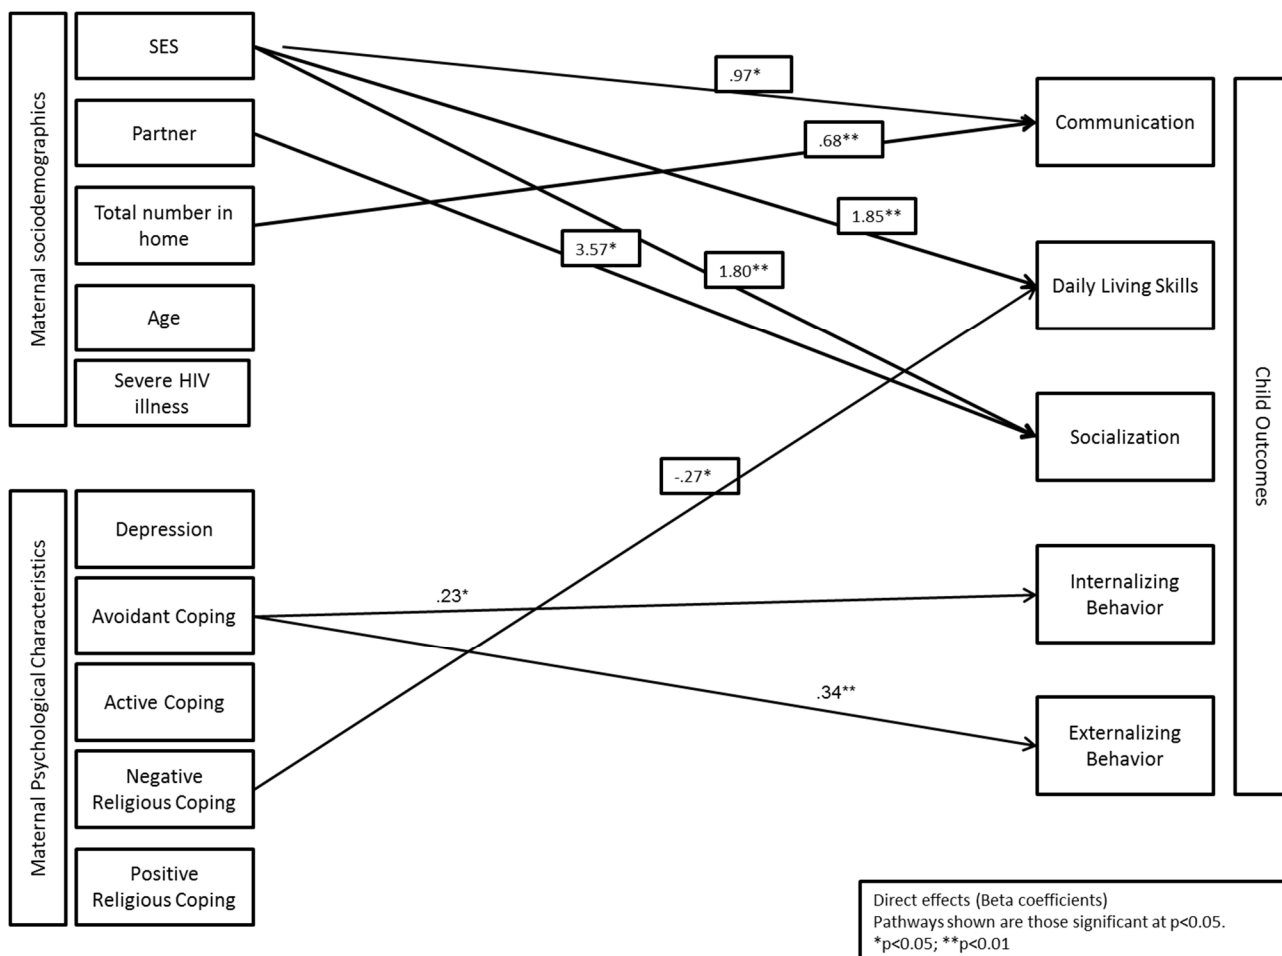 Maternal sociodemographics
SES
Partner
Total number in
home
Age
Severe HIV
illness
Maternal Psychological Characteristics
Depression
Avoidant Coping
Active Coping
Negative
Religious Coping
Positive
Religious Coping
.97*
.68**
1.85**
3.57*
1.80**
-.27*
.23*
.34**
Communication
Daily Living Skills
Socialization
Internalizing
Behavior
Externalizing
Behavior
Child Outcomes
Direct effects (Beta coefficients)
Pathways shown are those significant at p<0.05.
*p<0.05; **p<0.01